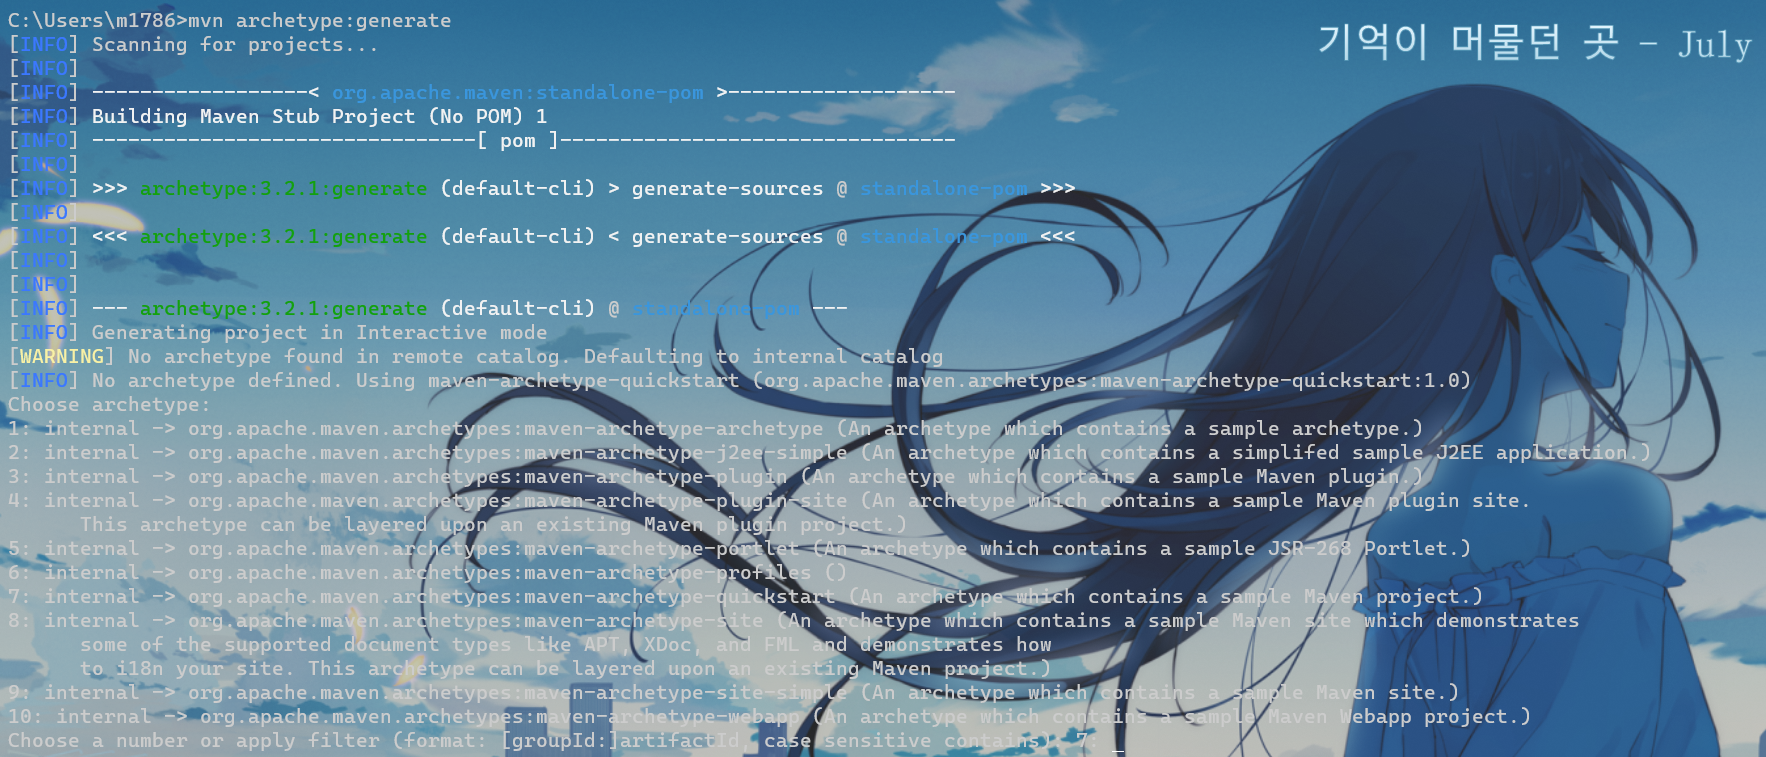 C:\Users\m1786>mvn archetype:generate
기억이 머물던 곳 - July
[INFO] Scanning for projects...
[INFO]
[INFO] ------------------< org.apache.maven:standalone-pom >-------------------
[INFO] Building Maven Stub Project (No POM) 1
[INFO] --------------------------------[ pom ]---------------------------------
[INFO]
[INFO] >>> archetype:3.2.1:generate (default-cli) > generate-sources @ standalone-pom >>>
[INFO]
[INFO] <<< archetype:3.2.1:generate (default-cli) < generate-sources @ standalone-pom <<<
[INFO]
[INFO]
[INFO] --- archetype:3.2.1:generate (default-cli) @ standalone-pom ---
[INFO] Generating project in Interactive mode
[WARNING] No archetype found in remote catalog. Defaulting to internal catalog
[INFO] No archetype defined. Using maven-archetype-quickstart (org.apache.maven.archetypes:maven-archetype-quickstart:1.0)
Choose archetype:
1: internal -> org.apache.maven.archetypes:maven-archetype-archetype (An archetype which contains a sample archetype.)
2: internal -> org.apache.maven.archetypes:maven-archetype-j2ee-simple (An archetype which contains a simplifed sample J2EE application.)
3: internal -> org.apache.maven.archetypes:maven-archetype-plugin (An archetype which contains a sample Maven plugin.)
4: internal -> org.apache.maven.archetypes:maven-archetype-plugin-site (An archetype which contains a sample Maven plugin site.
This archetype can be layered upon an existing Maven plugin project.)
5: internal -> org.apache.maven.archetypes:maven-archetype-portlet (An archetype which contains a sample JSR-268 Portlet.)
6: internal -> org.apache.maven.archetypes:maven-archetype-profiles ()
7: internal -> org.apache.maven.archetypes:maven-archetype-quickstart (An archetype which contains a sample Maven project.)
8: internal -> org.apache.maven.archetypes:maven-archetype-site (An archetype which contains a sample Maven site which demonstrates
some of the supported document types like APT, XDoc, and FML and demonstrates how
to i18n your site. This archetype can be layered upon an existing Maven project.)
9: internal -> org.apache.maven.archetypes:maven-archetype-site-simple (An archetype which contains a sample Maven site.)
10: internal -> org.apache.maven.archetypes:maven-archetype-webapp (An archetype which contains a sample Maven Webapp project.)
Choose a number or apply filter (format: [groupId:]artifactId, case sensitive contains): 7: _